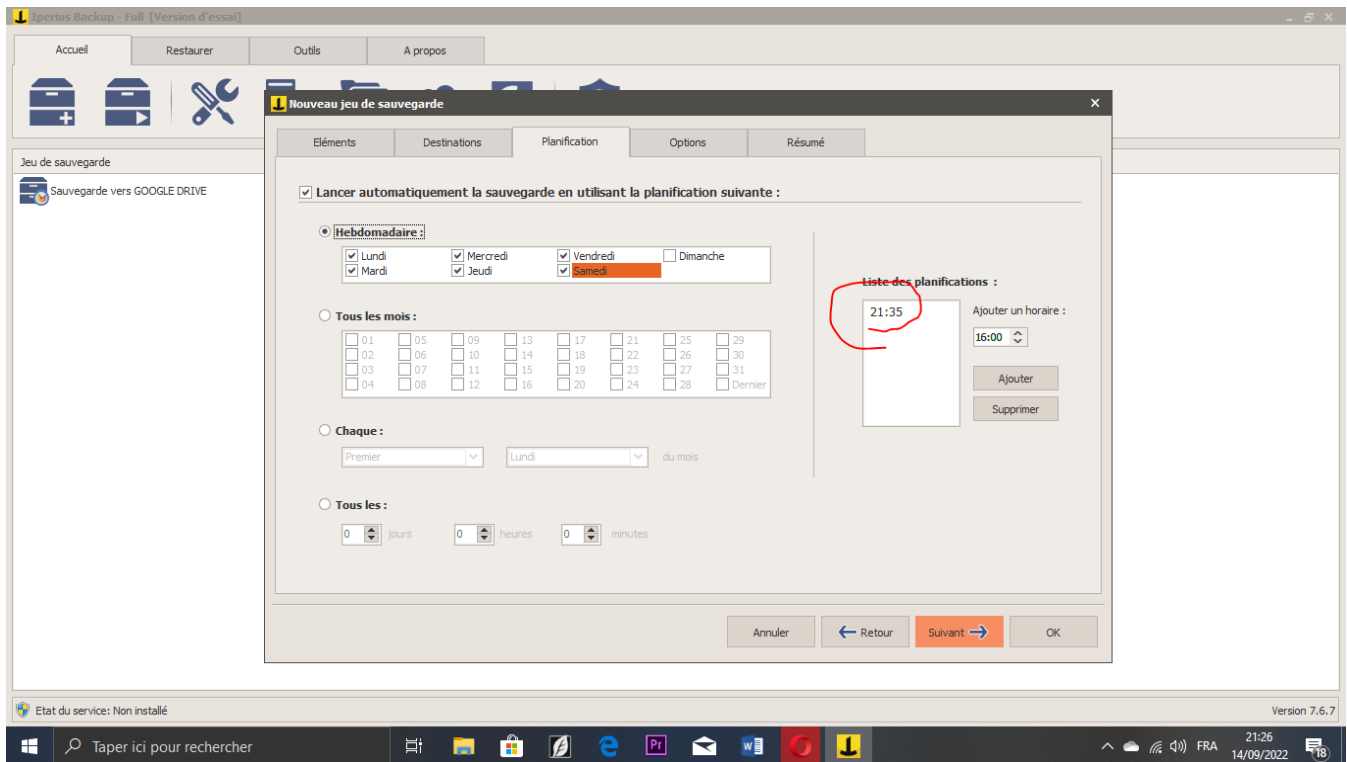 Iperius Backup - Full [Version d'essai]
Accueil Restaurer Outils A propos
Nouveau jeu de sauvegarde
Eléments Destinations Planification Options Résumé
Jeu de sauvegarde
Sauvegarde vers GOOGLE DRIVE
Lancer automatiquement la sauvegarde en utilisant la planification suivante :
Hebdomadaire :
Lundi Mercredi Vendredi Dimanche
Mardi Jeudi Samedi
Liste des planifications :
21:35
Ajouter un horaire :
16:00
Ajouter
Supprimer
Tous les mois :
01 05 09 13 17 21 25 29
02 06 10 14 18 22 26 30
03 07 11 15 19 23 27 31
04 08 12 16 20 24 28 Dernier
Chaque :
Premier Lundi du mois
Tous les :
0 jours 0 heures 0 minutes
Annuler Retour Suivant OK
Etat du service: Non installé Version 7.6.7
Taper ici pour rechercher
Pr
W
FRA
21:26
14/09/2022
18